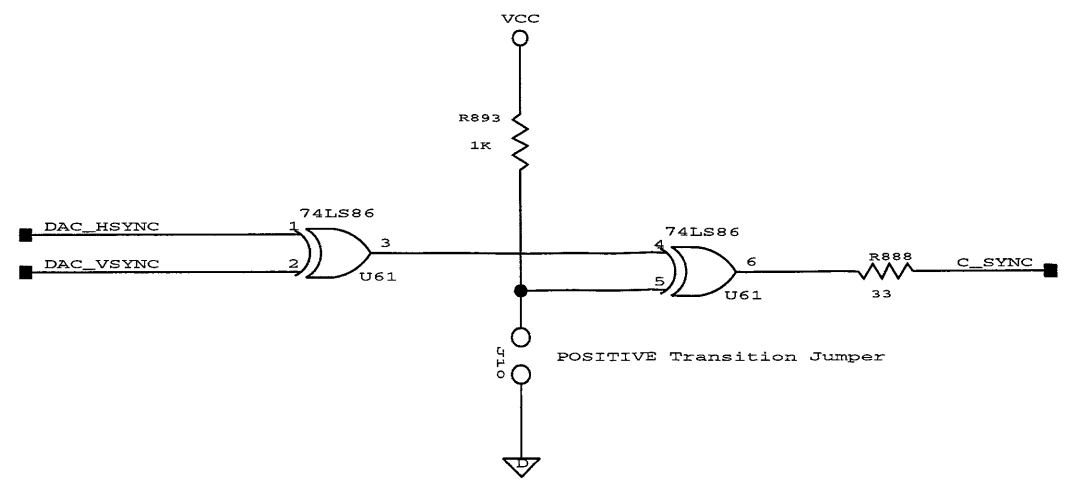 VCC
R893
1K
74LS86
DAC_HSYNC
1
3
DAC_VSYNC
2
U61
74LS86
4
5
6
U61
R888
33
C_SYNC
J10
POSITIVE Transition Jumper
D